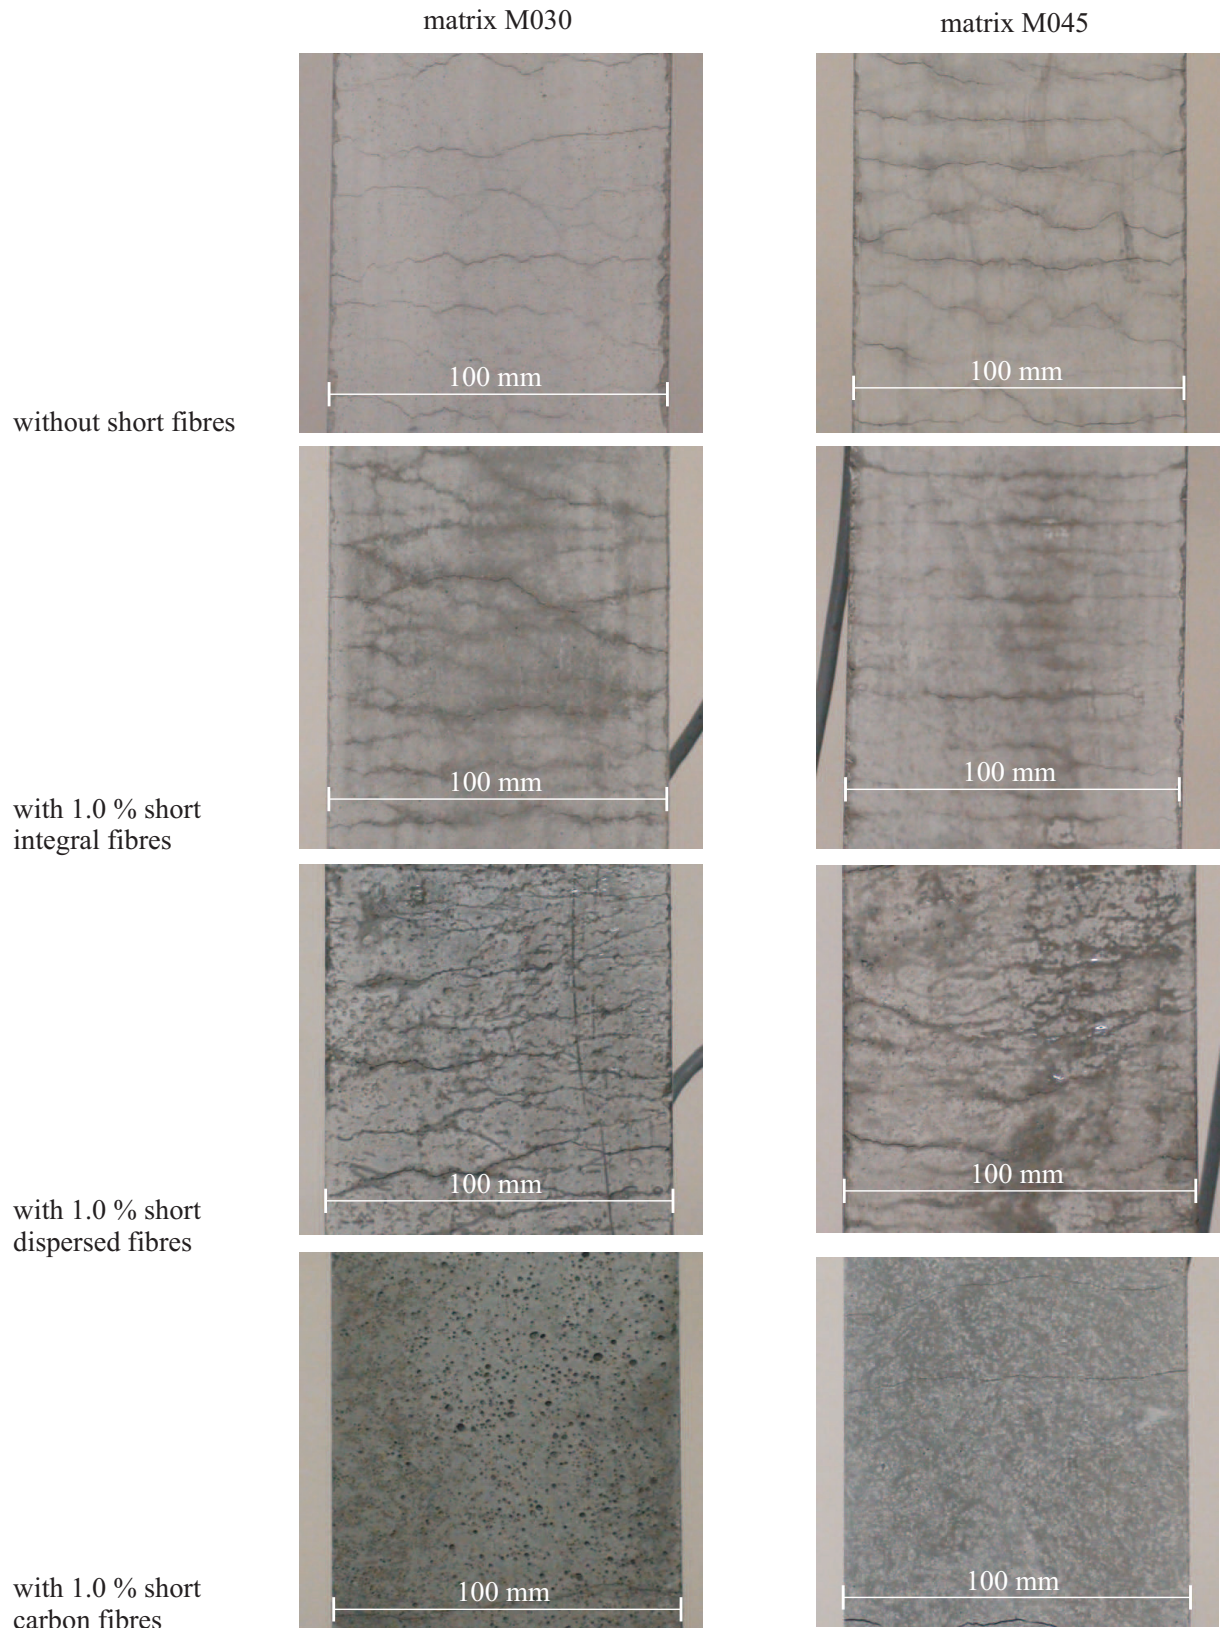 matrix M030
matrix M045
100 mm
100 mm
without short fibres
100 mm
100 mm
with 1.0 % short
integral fibres
100 mm
100 mm
with 1.0 % short
dispersed fibres
100 mm
100 mm
with 1.0 % short
carbon fibres